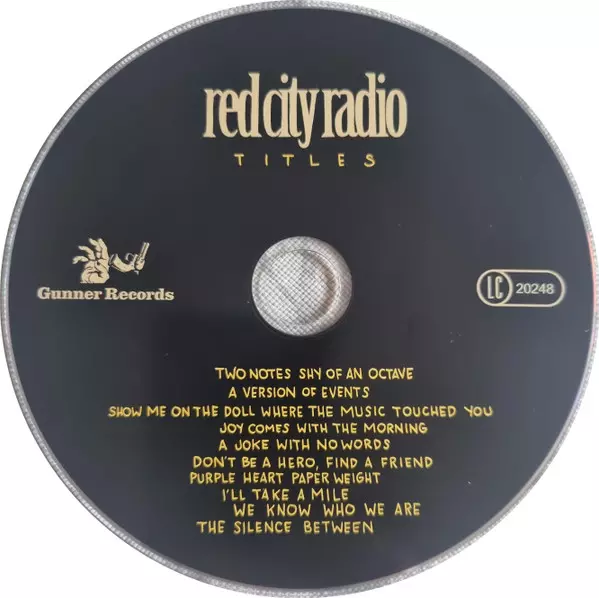 red city radio
TITLES
Gunner Records
LC 20248
TWO NOTES SHY OF AN OCTAVE
A VERSION OF EVENTS
SHOW ME ON THE DOLL WHERE THE MUSIC TOUCHED YOU
JOY COMES WITH THE MORNING
A JOKE WITH NO WORDS
DON'T BE A HERO, FIND A FRIEND
PURPLE HEART PAPER WEIGHT
I'LL TAKE A MILE
WE KNOW WHO WE ARE
THE SILENCE BETWEEN